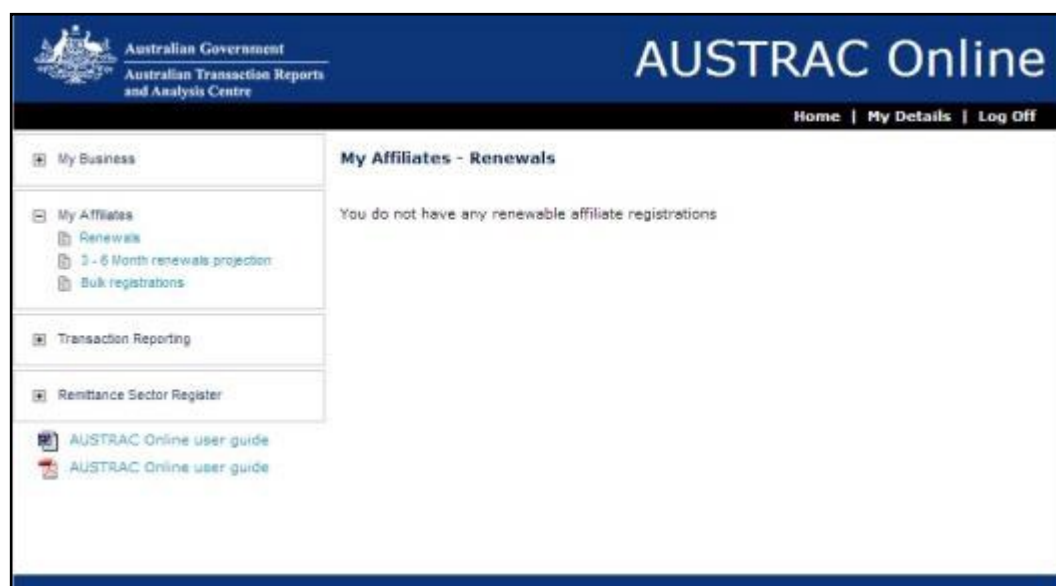 Australian Government
Australian Transaction Reports
and Analysis Centre
AUSTRAC Online
Home | My Details | Log Off
My Business
My Affiliates
Renewals
3 - 6 Month renewals projection
Bulk registrations
Transaction Reporting
Remittance Sector Register
AUSTRAC Online user guide
AUSTRAC Online user guide
My Affiliates - Renewals
You do not have any renewable affiliate registrations